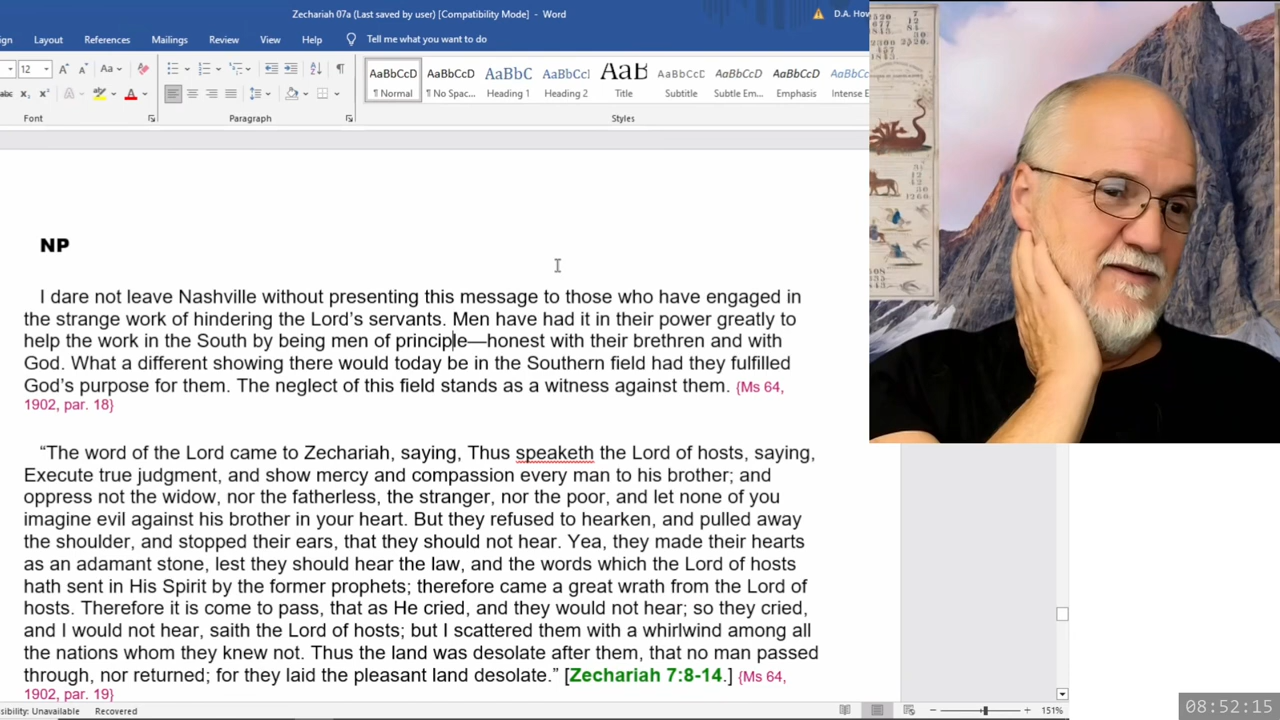 Zechariah 07a (Last saved by user) [Compatibility Mode] - Word
D.A. How
ign Layout References Mailings Review View Help Tell me what you want to do
12
AaBbCcD AaBbCcD AaBbC AaBbCcI AaB AaBbCcD AaBbCcD AaBbCcD AaBbCc
¶ Normal ¶ No Spac... Heading 1 Heading 2 Title Subtitle Subtle Em... Emphasis Intense E
Font Paragraph Styles
NP
I dare not leave Nashville without presenting this message to those who have engaged in
the strange work of hindering the Lord’s servants. Men have had it in their power greatly to
help the work in the South by being men of principle—honest with their brethren and with
God. What a different showing there would today be in the Southern field had they fulfilled
God’s purpose for them. The neglect of this field stands as a witness against them. {Ms 64,
1902, par. 18}
“The word of the Lord came to Zechariah, saying, Thus speaketh the Lord of hosts, saying,
Execute true judgment, and show mercy and compassion every man to his brother; and
oppress not the widow, nor the fatherless, the stranger, nor the poor, and let none of you
imagine evil against his brother in your heart. But they refused to hearken, and pulled away
the shoulder, and stopped their ears, that they should not hear. Yea, they made their hearts
as an adamant stone, lest they should hear the law, and the words which the Lord of hosts
hath sent in His Spirit by the former prophets; therefore came a great wrath from the Lord of
hosts. Therefore it is come to pass, that as He cried, and they would not hear; so they cried,
and I would not hear, saith the Lord of hosts; but I scattered them with a whirlwind among all
the nations whom they knew not. Thus the land was desolate after them, that no man passed
through, nor returned; for they laid the pleasant land desolate.” [Zechariah 7:8-14.] {Ms 64,
1902, par. 19}
sibility: Unavailable Recovered
151%
08:52:15